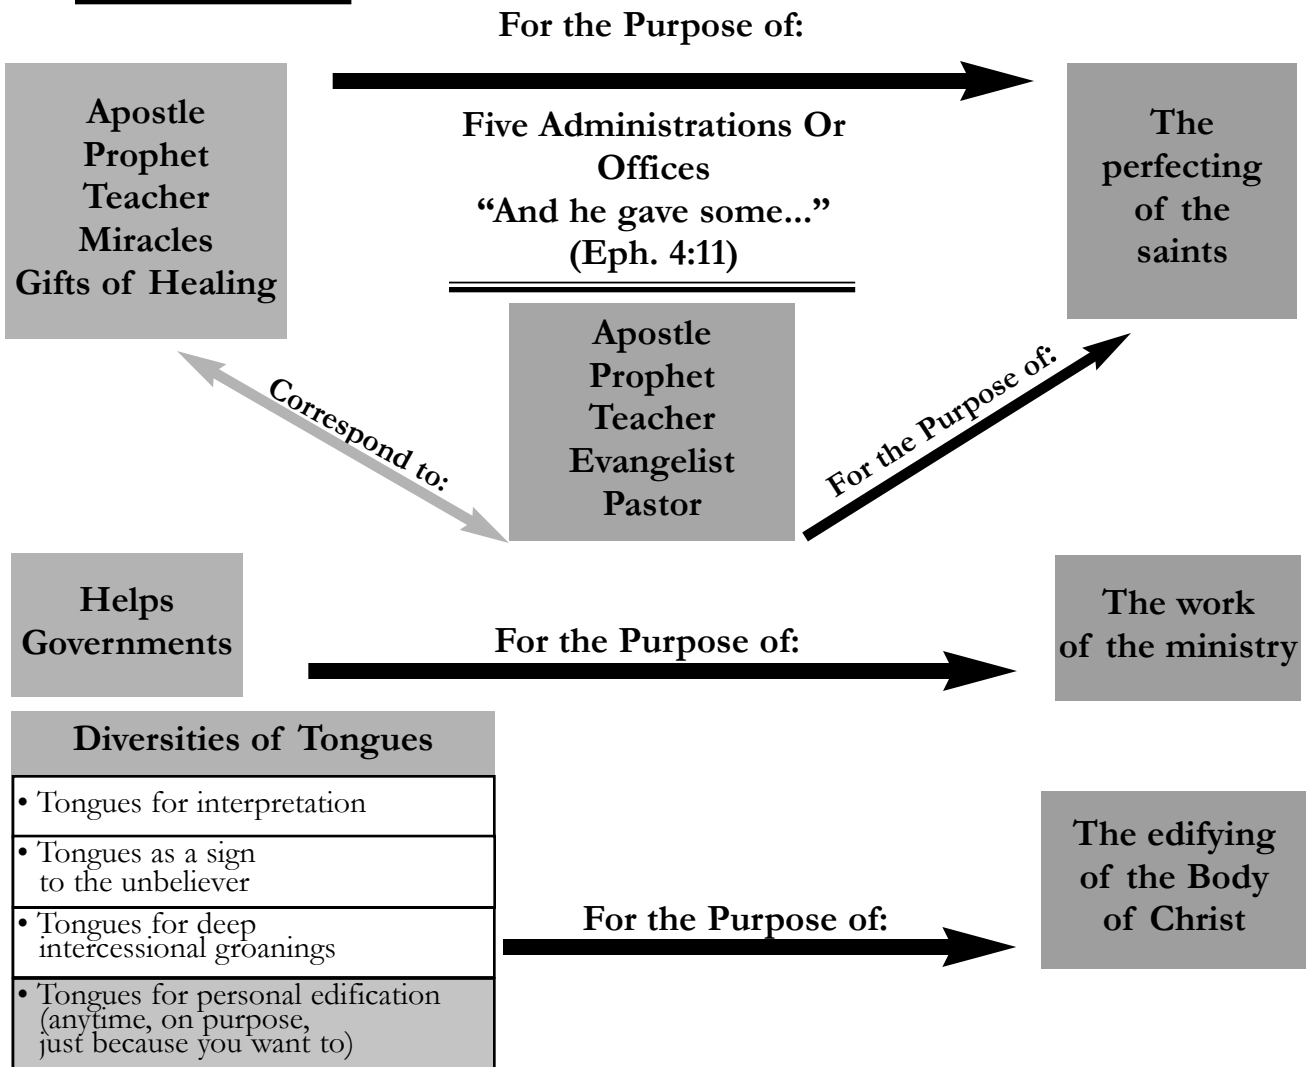 For the Purpose of:
Apostle
Prophet
Teacher
Miracles
Gifts of Healing
Five Administrations Or
Offices
“And he gave some...”
(Eph. 4:11)
The
perfecting
of the
saints
Correspond to:
Apostle
Prophet
Teacher
Evangelist
Pastor
For the Purpose of:
Helps
Governments
For the Purpose of:
The work
of the ministry
Diversities of Tongues
• Tongues for interpretation
• Tongues as a sign
to the unbeliever
• Tongues for deep
intercessional groanings
• Tongues for personal edification
(anytime, on purpose,
just because you want to)
For the Purpose of:
The edifying
of the Body
of Christ